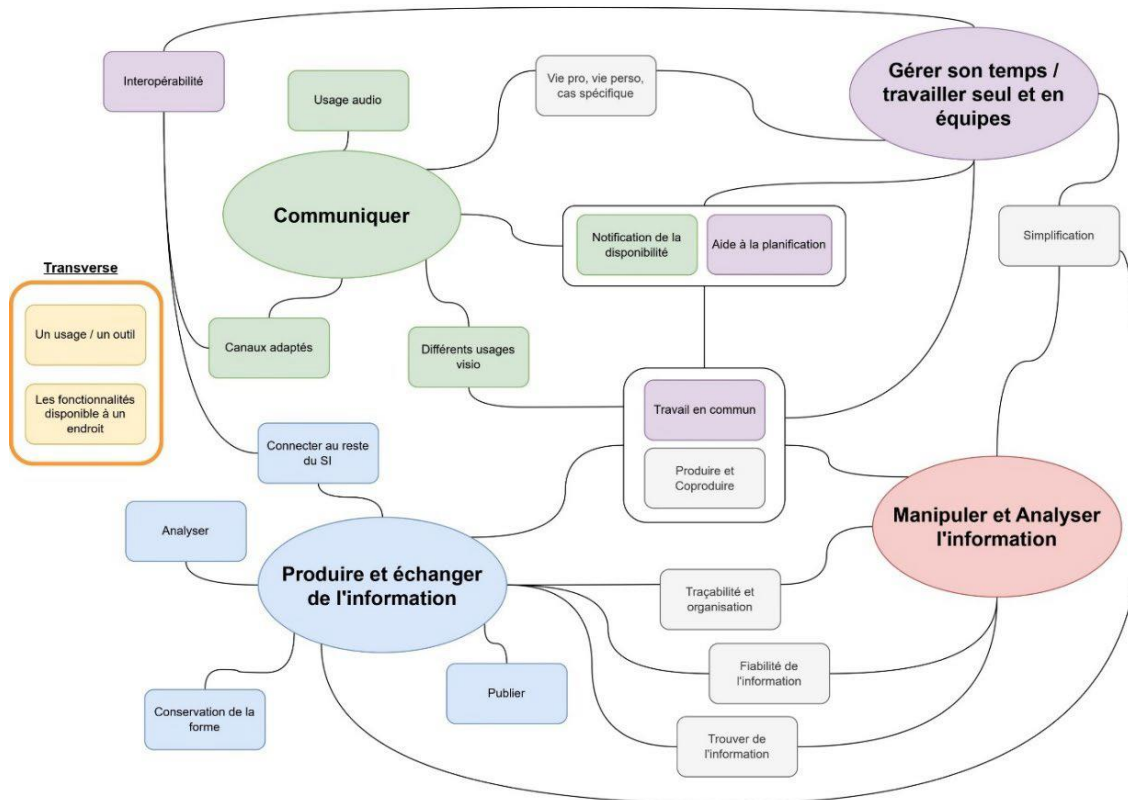 Interopérabilité
Usage audio
Vie pro, vie perso,
cas spécifique
Gérer son temps /
travailler seul et en
équipes
Communiquer
Notification de la
disponibilité
Aide à la planification
Simplification
Transverse
Un usage / un outil
Les fonctionnalités
disponible à un
endroit
Canaux adaptés
Différents usages
visio
Travail en commun
Produire et
Coproduire
Connecter au reste
du SI
Analyser
Produire et échanger
de l'information
Manipuler et Analyser
l'information
Traçabilité et
organisation
Fiabilité de
l'information
Trouver de
l'information
Publier
Conservation de la
forme